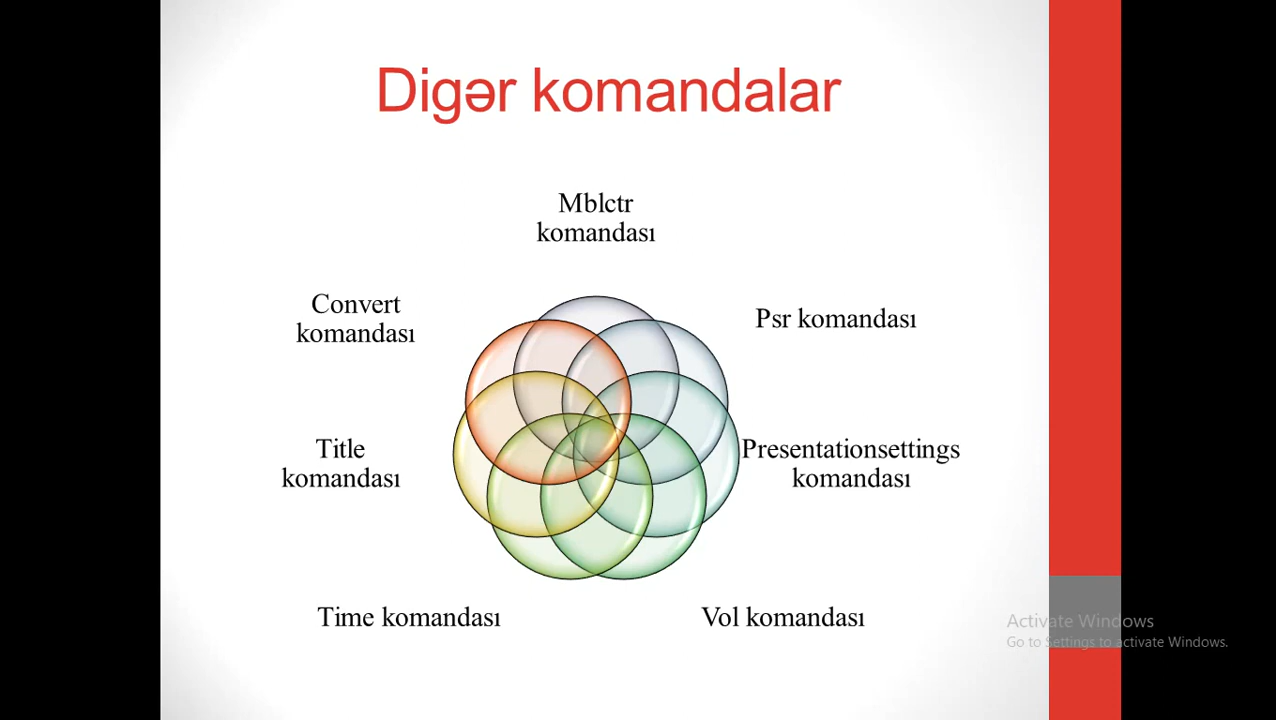 Digər komandalar
Mblctr
komandası
Convert
komandası
Psr komandası
Title
komandası
Presentationsettings
komandası
Time komandası
Vol komandası
Activate Windows
Go to Settings to activate Windows.